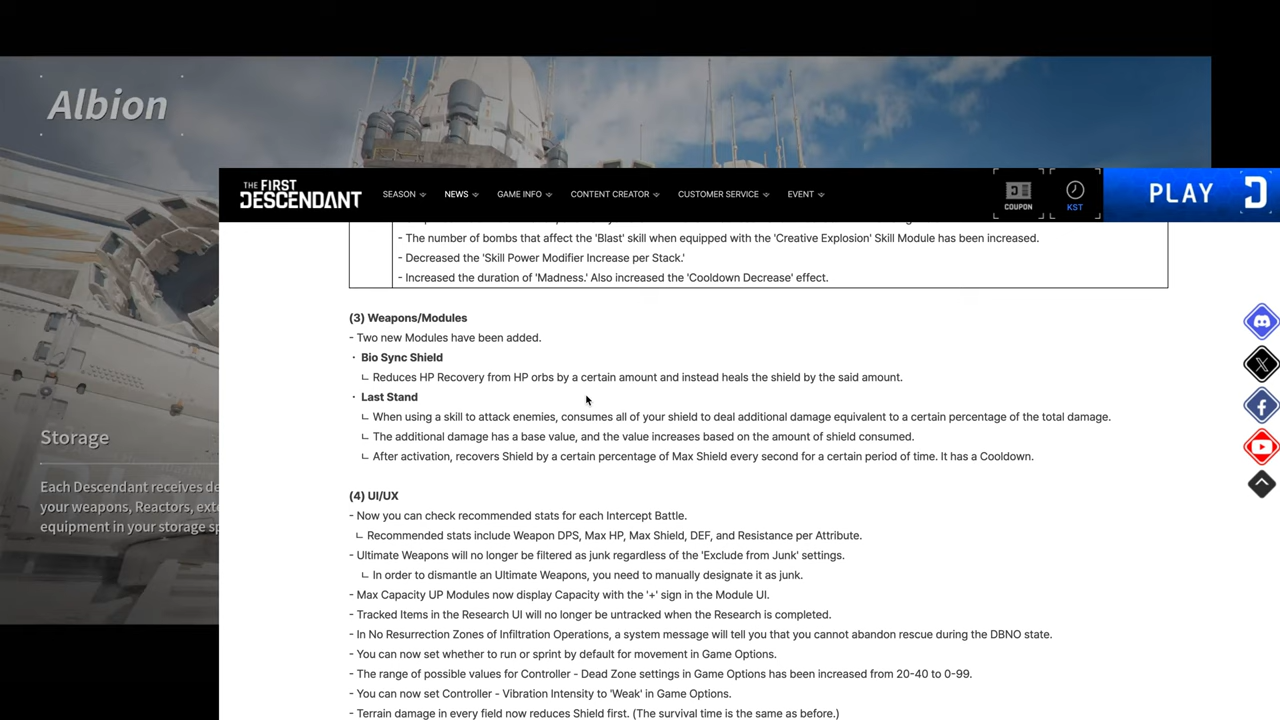 Albion
THE FIRST DESCENDANT
SEASON
NEWS
GAME INFO
CONTENT CREATOR
CUSTOMER SERVICE
EVENT
COUPON
KST
PLAY
- The number of bombs that affect the 'Blast' skill when equipped with the 'Creative Explosion' Skill Module has been increased.
- Decreased the 'Skill Power Modifier Increase per Stack.'
- Increased the duration of 'Madness.' Also increased the 'Cooldown Decrease' effect.
(3) Weapons/Modules
- Two new Modules have been added.
· Bio Sync Shield
ㄴ Reduces HP Recovery from HP orbs by a certain amount and instead heals the shield by the said amount.
· Last Stand
ㄴ When using a skill to attack enemies, consumes all of your shield to deal additional damage equivalent to a certain percentage of the total damage.
ㄴ The additional damage has a base value, and the value increases based on the amount of shield consumed.
ㄴ After activation, recovers Shield by a certain percentage of Max Shield every second for a certain period of time. It has a Cooldown.
Storage
Each Descendant receives de
your weapons, Reactors, exte
equipment in your storage sp
(4) UI/UX
- Now you can check recommended stats for each Intercept Battle.
ㄴ Recommended stats include Weapon DPS, Max HP, Max Shield, DEF, and Resistance per Attribute.
- Ultimate Weapons will no longer be filtered as junk regardless of the 'Exclude from Junk' settings.
ㄴ In order to dismantle an Ultimate Weapons, you need to manually designate it as junk.
- Max Capacity UP Modules now display Capacity with the '+' sign in the Module UI.
- Tracked Items in the Research UI will no longer be untracked when the Research is completed.
- In No Resurrection Zones of Infiltration Operations, a system message will tell you that you cannot abandon rescue during the DBNO state.
- You can now set whether to run or sprint by default for movement in Game Options.
- The range of possible values for Controller - Dead Zone settings in Game Options has been increased from 20-40 to 0-99.
- You can now set Controller - Vibration Intensity to 'Weak' in Game Options.
- Terrain damage in every field now reduces Shield first. (The survival time is the same as before.)